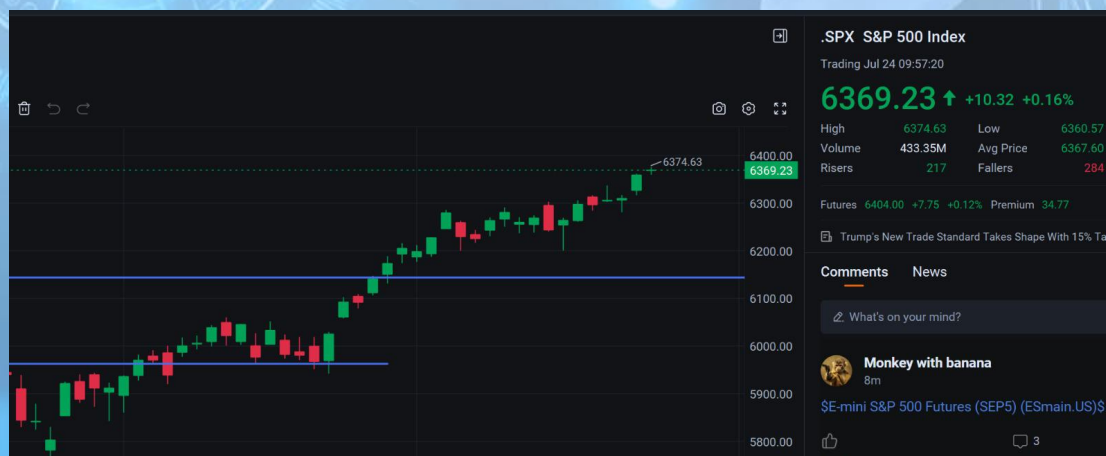 .SPX S&P 500 Index
Trading Jul 24 09:57:20
6369.23 +10.32 +0.16%
High 6374.63 Low 6360.57
Volume 433.35M Avg Price 6367.60
Risers 217 Fallers 284
Futures 6404.00 +7.75 +0.12% Premium 34.77
Trump's New Trade Standard Takes Shape With 15% Ta
Comments News
What's on your mind?
Monkey with banana
8m
$E-mini S&P 500 Futures (SEP5) (ESmain.US)$
3
6374.63
6400.00
6369.23
6300.00
6200.00
6100.00
6000.00
5900.00
5800.00